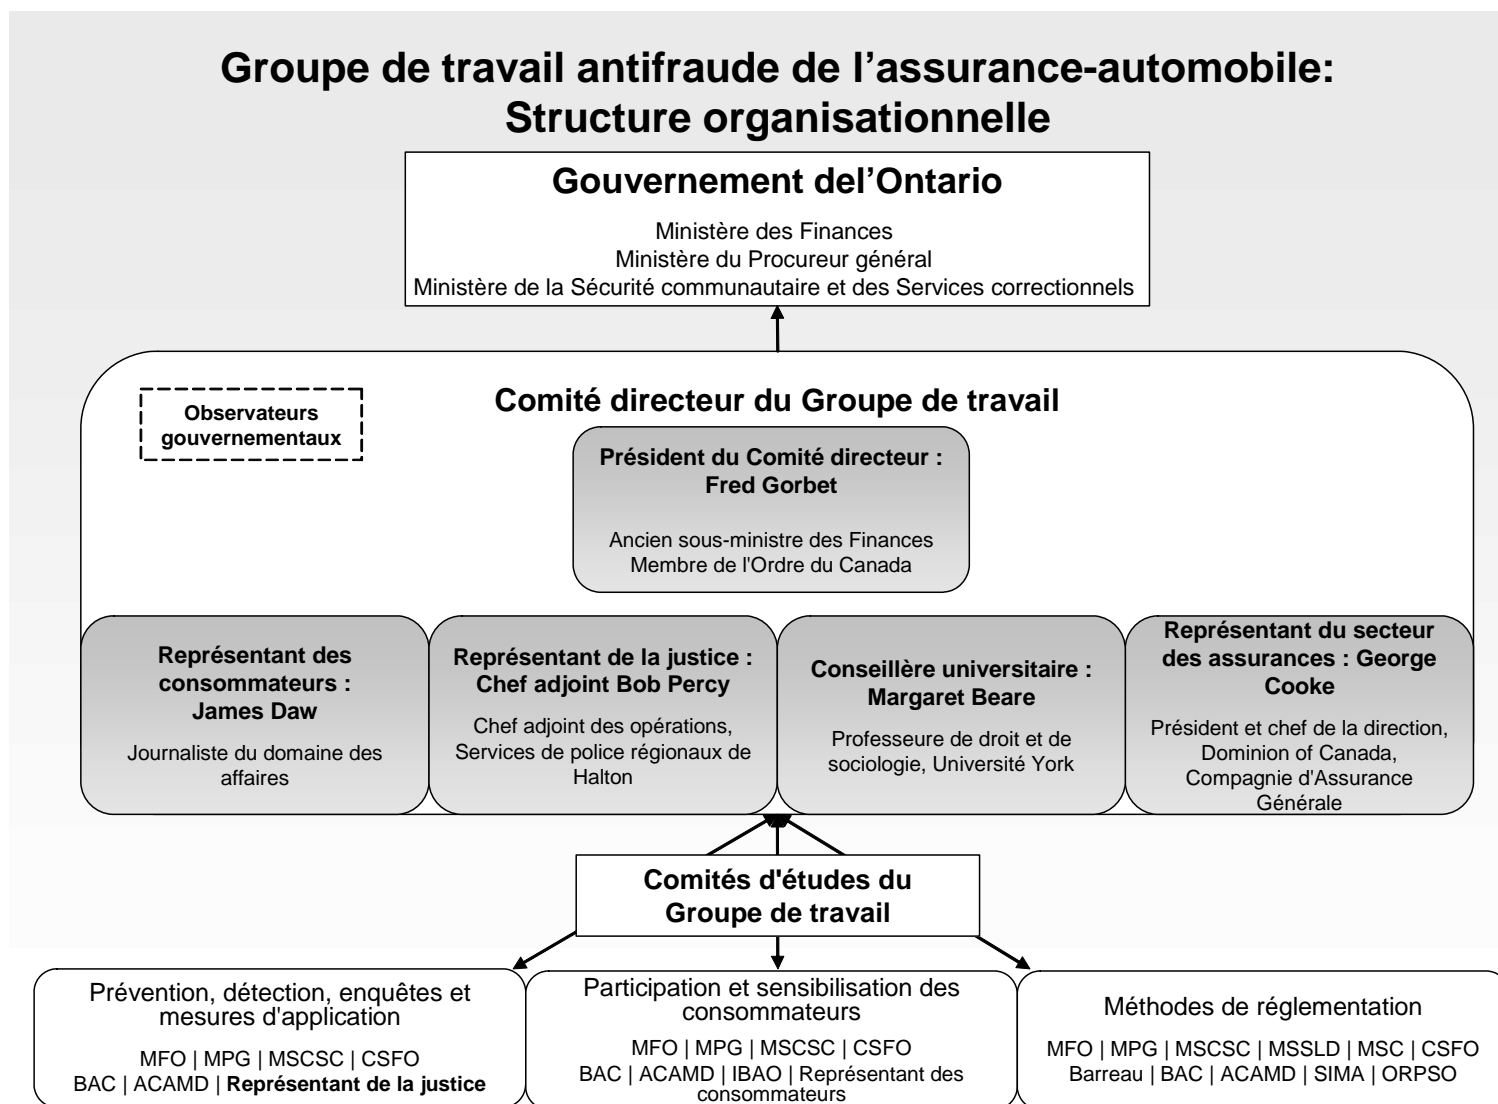 Groupe de travail antifraude de l’assurance-automobile:
Structure organisationnelle
Gouvernement del’Ontario
Ministère des Finances
Ministère du Procureur général
Ministère de la Sécurité communautaire et des Services correctionnels
Observateurs
gouvernementaux
Comité directeur du Groupe de travail
Président du Comité directeur :
Fred Gorbet
Ancien sous-ministre des Finances
Membre de l'Ordre du Canada
Représentant des
consommateurs :
James Daw
Journaliste du domaine des
affaires
Représentant de la justice :
Chef adjoint Bob Percy
Chef adjoint des opérations,
Services de police régionaux de
Halton
Conseillère universitaire :
Margaret Beare
Professeure de droit et de
sociologie, Université York
Représentant du secteur
des assurances : George
Cooke
Président et chef de la direction,
Dominion of Canada,
Compagnie d'Assurance
Générale
Comités d'études du
Groupe de travail
Prévention, détection, enquêtes et
mesures d'application
MFO | MPG | MSCSC | CSFO
BAC | ACAMD | Représentant de la justice
Participation et sensibilisation des
consommateurs
MFO | MPG | MSCSC | CSFO
BAC | ACAMD | IBAO | Représentant des
consommateurs
Méthodes de réglementation
MFO | MPG | MSCSC | MSSLD | MSC | CSFO
Barreau | BAC | ACAMD | SIMA | ORPSO